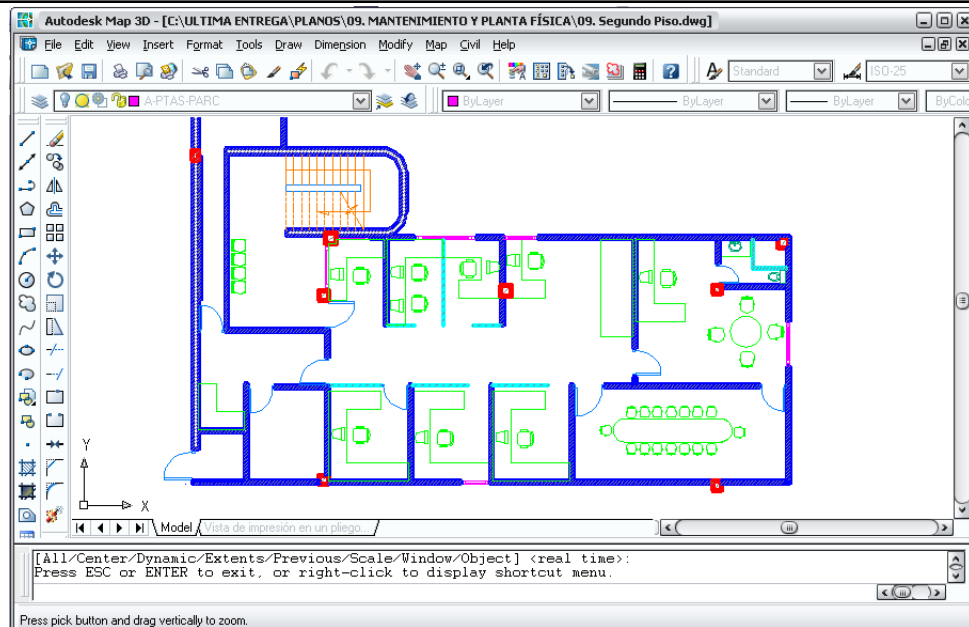 Autodesk Map 3D - [C:\ULTIMA ENTREGA\PLANOS\09. MANTENIMIENTO Y PLANTA FÍSICA\09. Segundo Piso.dwg]
File Edit View Insert Format Tools Draw Dimension Modify Map Civil Help
Standard ISO-25
A-PTAS-PARC ByLayer ByLayer ByLayer ByColo
Y
X
Model Vista de impresión en un pliego...
[All/Center/Dynamic/Extents/Previous/Scale/Window/Object] <real time>:
Press ESC or ENTER to exit, or right-click to display shortcut menu.
Press pick button and drag vertically to zoom.